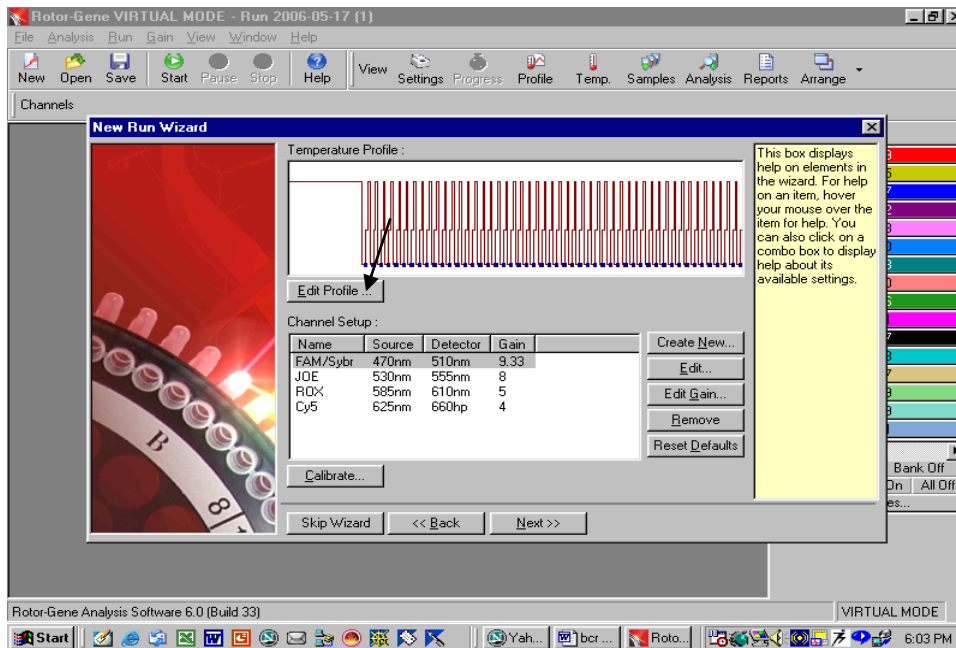 Rotor-Gene VIRTUAL MODE - Run 2006-05-17 (1)
File Analysis Run Gain View Window Help
New Open Save Start Pause Stop Help View Settings Progress Profile Temp. Samples Analysis Reports Arrange
Channels
New Run Wizard
Temperature Profile :
Edit Profile ...
Channel Setup :
Name Source Detector Gain
FAM/Sybr 470nm 510nm 9.33
JOE 530nm 555nm 8
ROX 585nm 610nm 5
Cy5 625nm 660hp 4
Create New...
Edit...
Edit Gain...
Remove
Reset Defaults
Calibrate...
Skip Wizard << Back Next >>
This box displays
help on elements in
the wizard. For help
on an item, hover
your mouse over the
item for help. You
can also click on a
combo box to display
help about its
available settings.
B
8
Bank Off
On All Off
es...
Rotor-Gene Analysis Software 6.0 (Build 33)
VIRTUAL MODE
Start Yah... bcr ... Roto... 6:03 PM